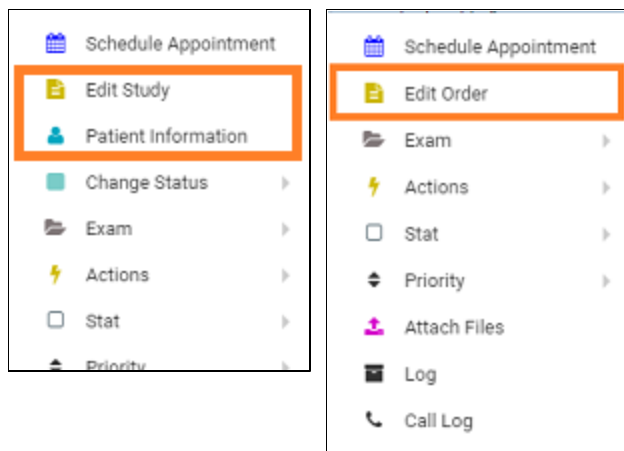 Schedule Appointment
Edit Study
Patient Information
Change Status
Exam
Actions
Stat
Priority
Schedule Appointment
Edit Order
Exam
Actions
Stat
Priority
Attach Files
Log
Call Log